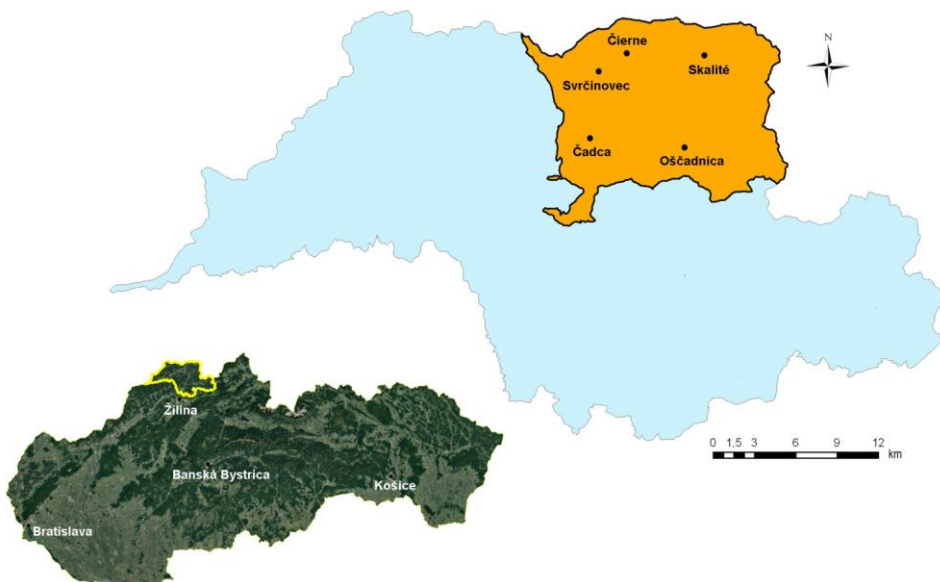 N
Čierne
Skalité
Svrčinovec
Čadca
Oščadnica
Žilina
Banská Bystrica
Košice
Bratislava
0 1,5 3 6 9 12
km